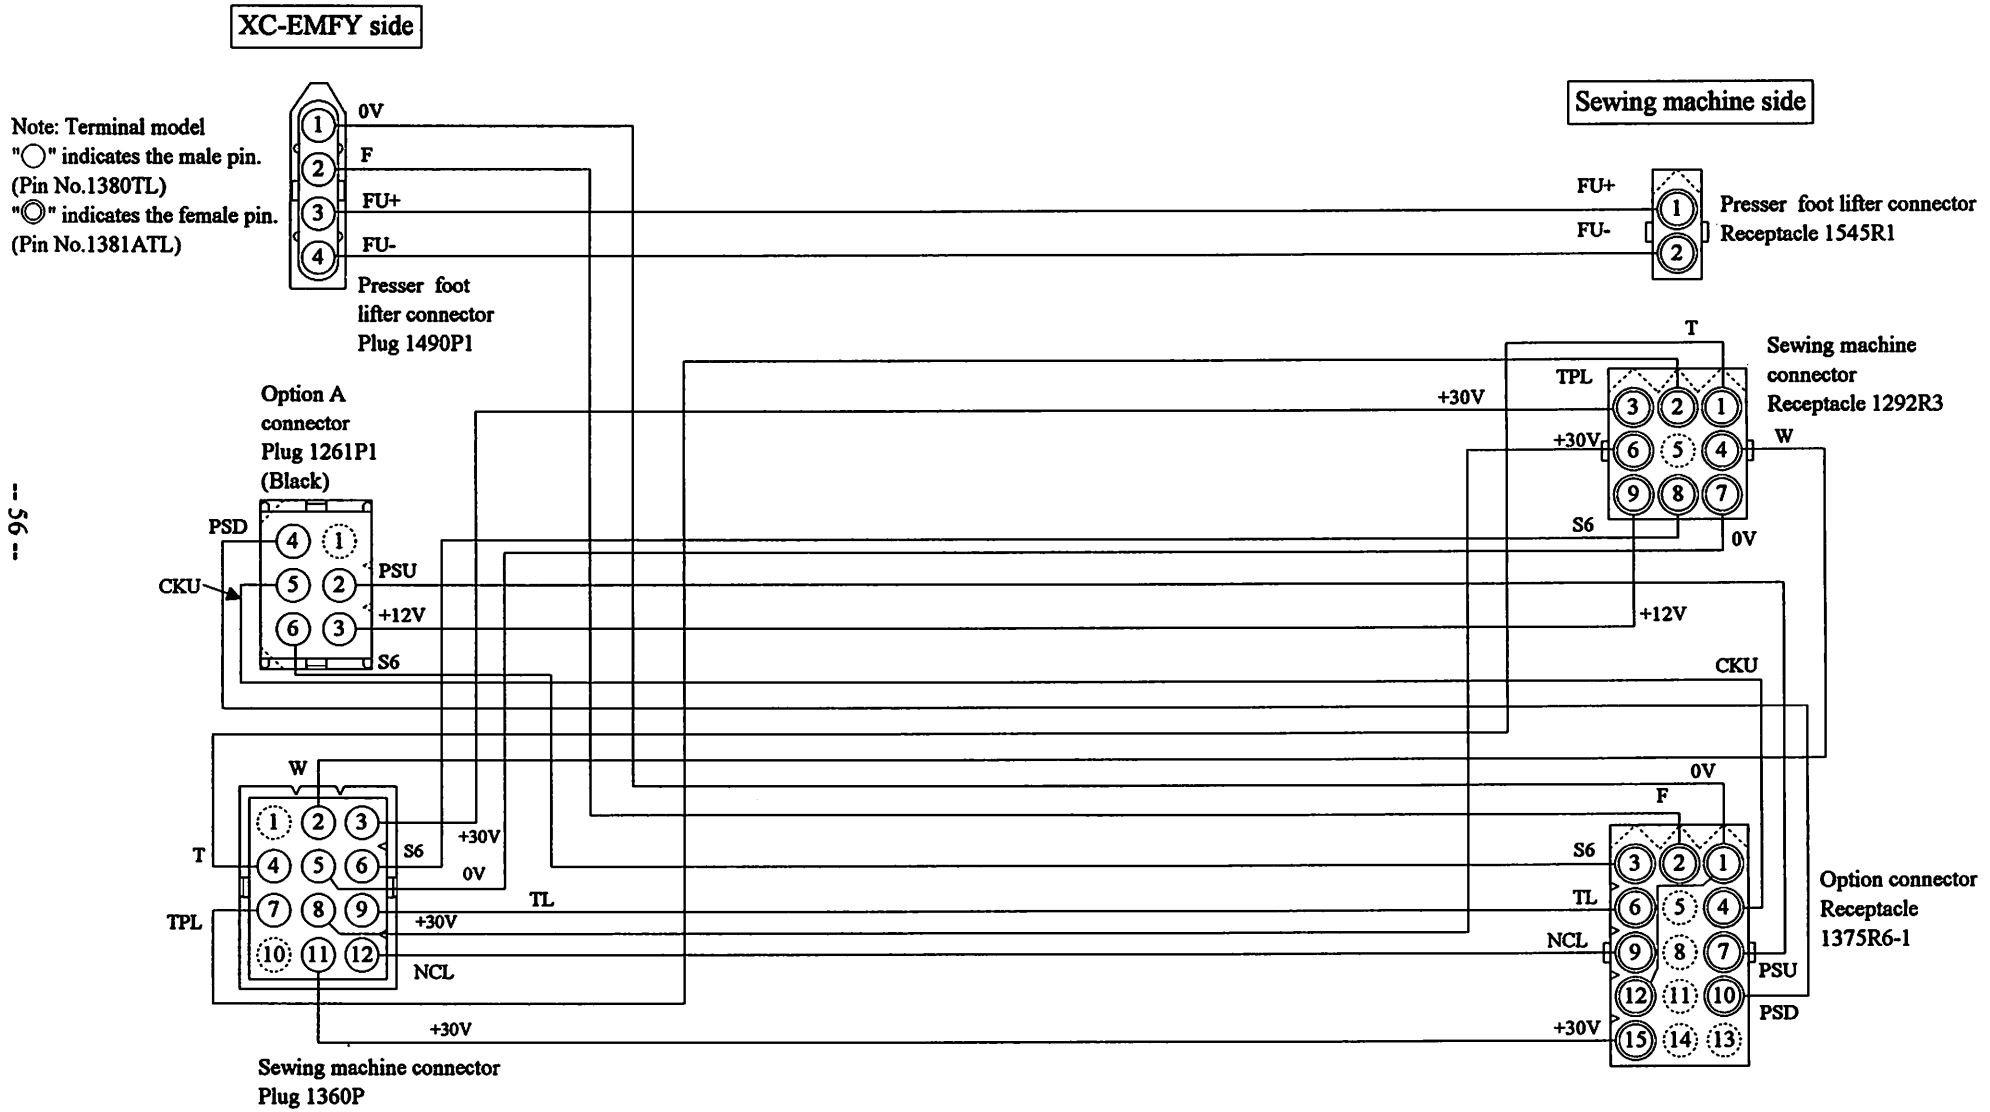 XC-EMFY side
Sewing machine side
Note: Terminal model
"○" indicates the male pin.
(Pin No.1380TL)
"◎" indicates the female pin.
(Pin No.1381ATL)
1
2
3
4
0V
F
FU+
FU-
Presser foot
lifter connector
Plug 1490P1
FU+
FU-
1
2
Presser foot lifter connector
Receptacle 1545R1
Option A
connector
Plug 1261P1
(Black)
PSD
CKU
4 1
5 2
6 3
PSU
+12V
S6
T
TPL
+30V
+30V
3 2 1
6 5 4
9 8 7
W
S6
0V
+12V
Sewing machine
connector
Receptacle 1292R3
CKU
-- 56 --
W
T
TPL
1 2 3
4 5 6
7 8 9
10 11 12
+30V
S6
0V
TL
+30V
NCL
+30V
Sewing machine connector
Plug 1360P
0V
F
S6
TL
NCL
+30V
3 2 1
6 5 4
9 8 7
12 11 10
15 14 13
PSU
PSD
Option connector
Receptacle
1375R6-1